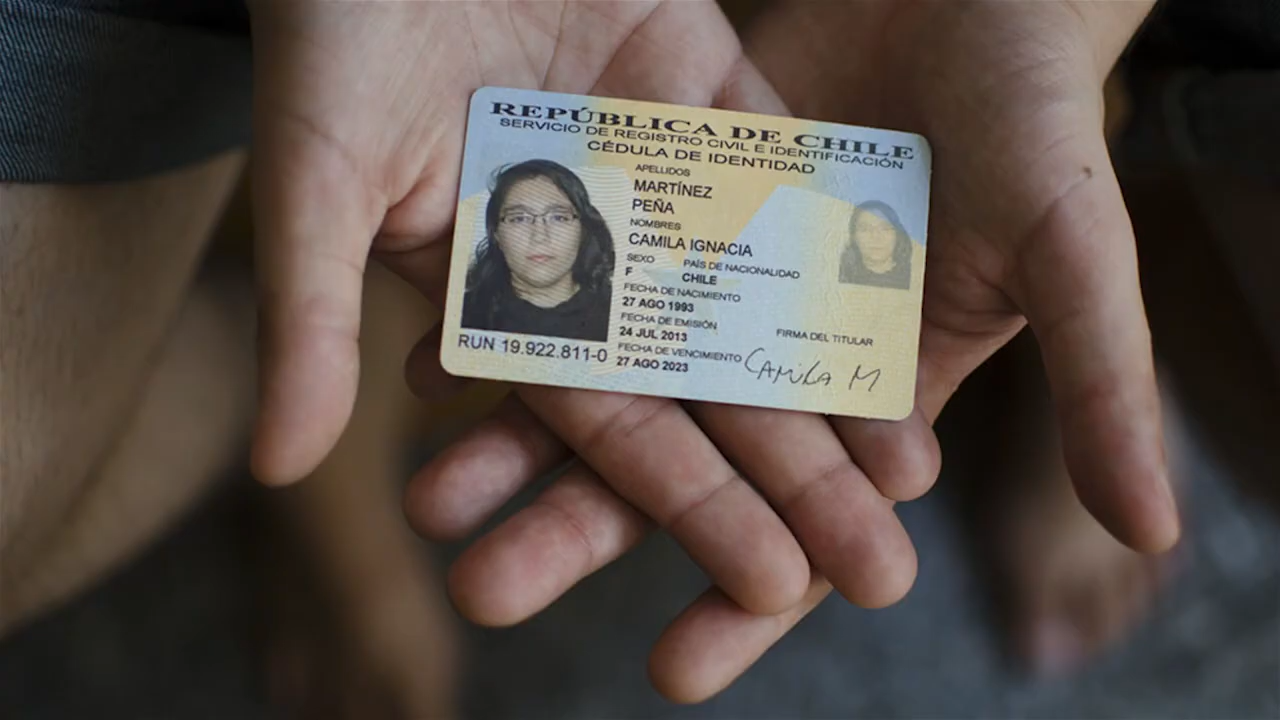 REPÚBLICA DE CHILE
SERVICIO DE REGISTRO CIVIL E IDENTIFICACIÓN
CÉDULA DE IDENTIDAD
APELLIDOS
MARTÍNEZ
PEÑA
NOMBRES
CAMILA IGNACIA
SEXO PAÍS DE NACIONALIDAD
F CHILE
FECHA DE NACIMIENTO
27 AGO 1993
FECHA DE EMISIÓN
24 JUL 2013
FIRMA DEL TITULAR
FECHA DE VENCIMIENTO
27 AGO 2023
CAMiLA M
RUN 19.922.811-0